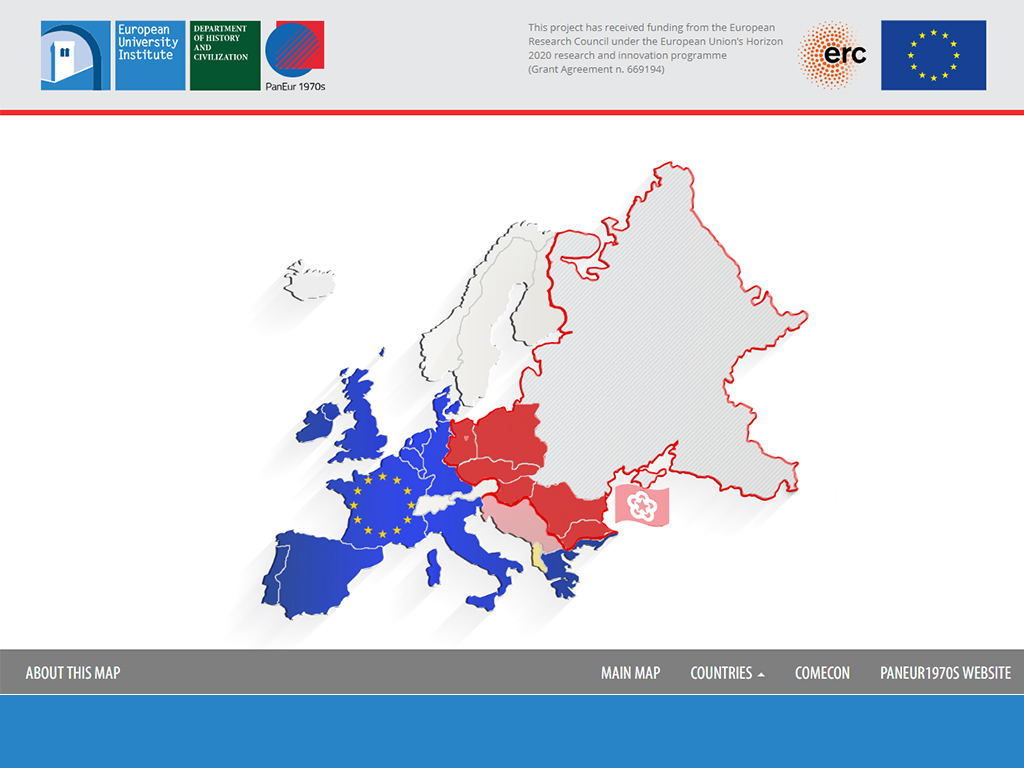 European
University
Institute
DEPARTMENT
OF HISTORY
AND
CIVILIZATION
PanEur 1970s
This project has received funding from the European
Research Council under the European Union's Horizon
2020 research and innovation programme
(Grant Agreement n. 669194)
erc
ABOUT THIS MAP
MAIN MAP
COUNTRIES
COMECON
PANEUR1970S WEBSITE